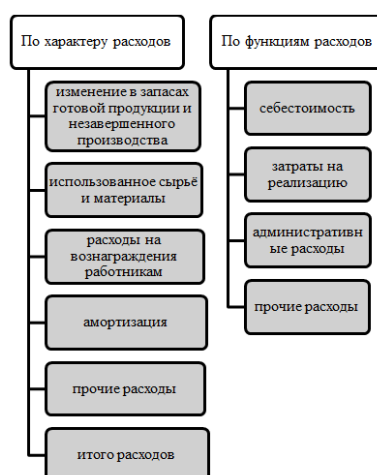 По характеру расходов
изменение в запасах
готовой продукции и
незавершенного
производства
использованное сырьё
и материалы
расходы на
вознаграждения
работникам
амортизация
прочие расходы
итого расходов
По функциям расходов
себестоимость
затраты на
реализацию
административн
ые расходы
прочие расходы